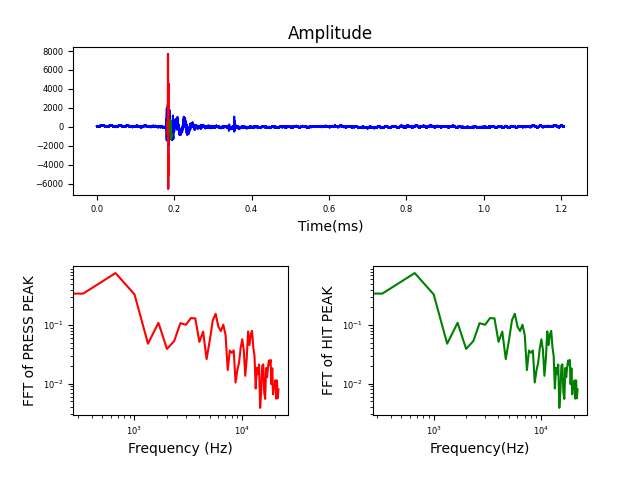 Amplitude
8000
6000
4000
2000
0
−2000
−4000
−6000
0.0 0.2 0.4 0.6 0.8 1.0 1.2
Time(ms)
FFT of PRESS PEAK
10⁻¹
10⁻²
10³ 10⁴
Frequency (Hz)
FFT of HIT PEAK
10⁻¹
10⁻²
10³ 10⁴
Frequency(Hz)